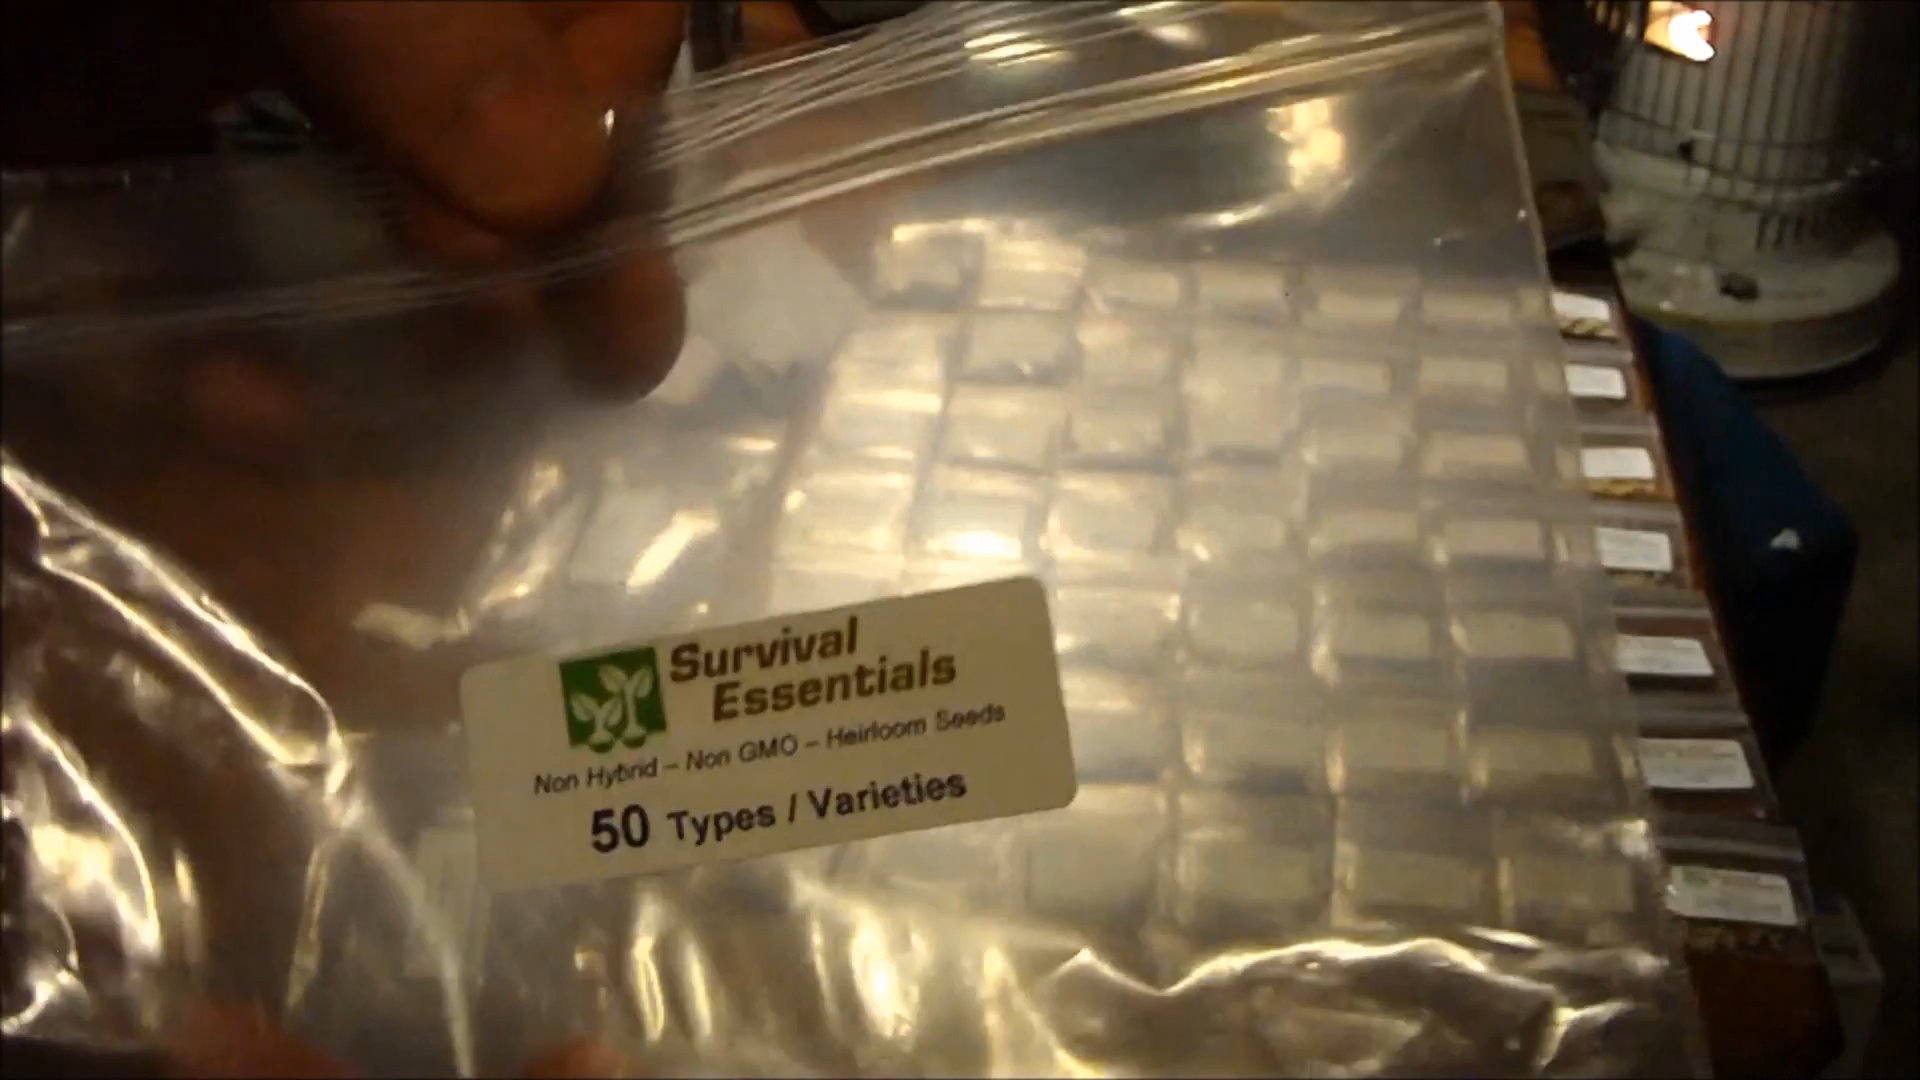 Survival
Essentials
Non Hybrid – Non GMO – Heirloom Seeds
50 Types / Varieties